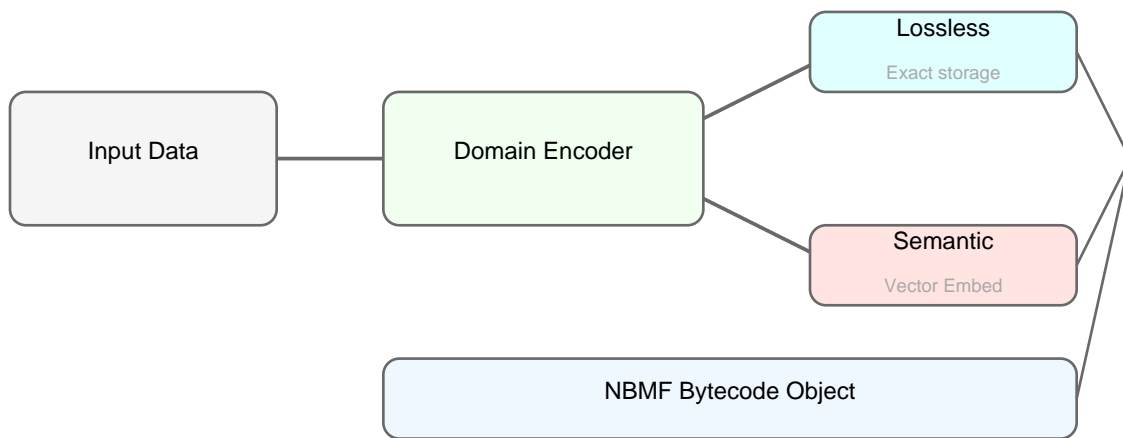 Lossless
Exact storage
Input Data
Domain Encoder
Semantic
Vector Embed
NBMF Bytecode Object